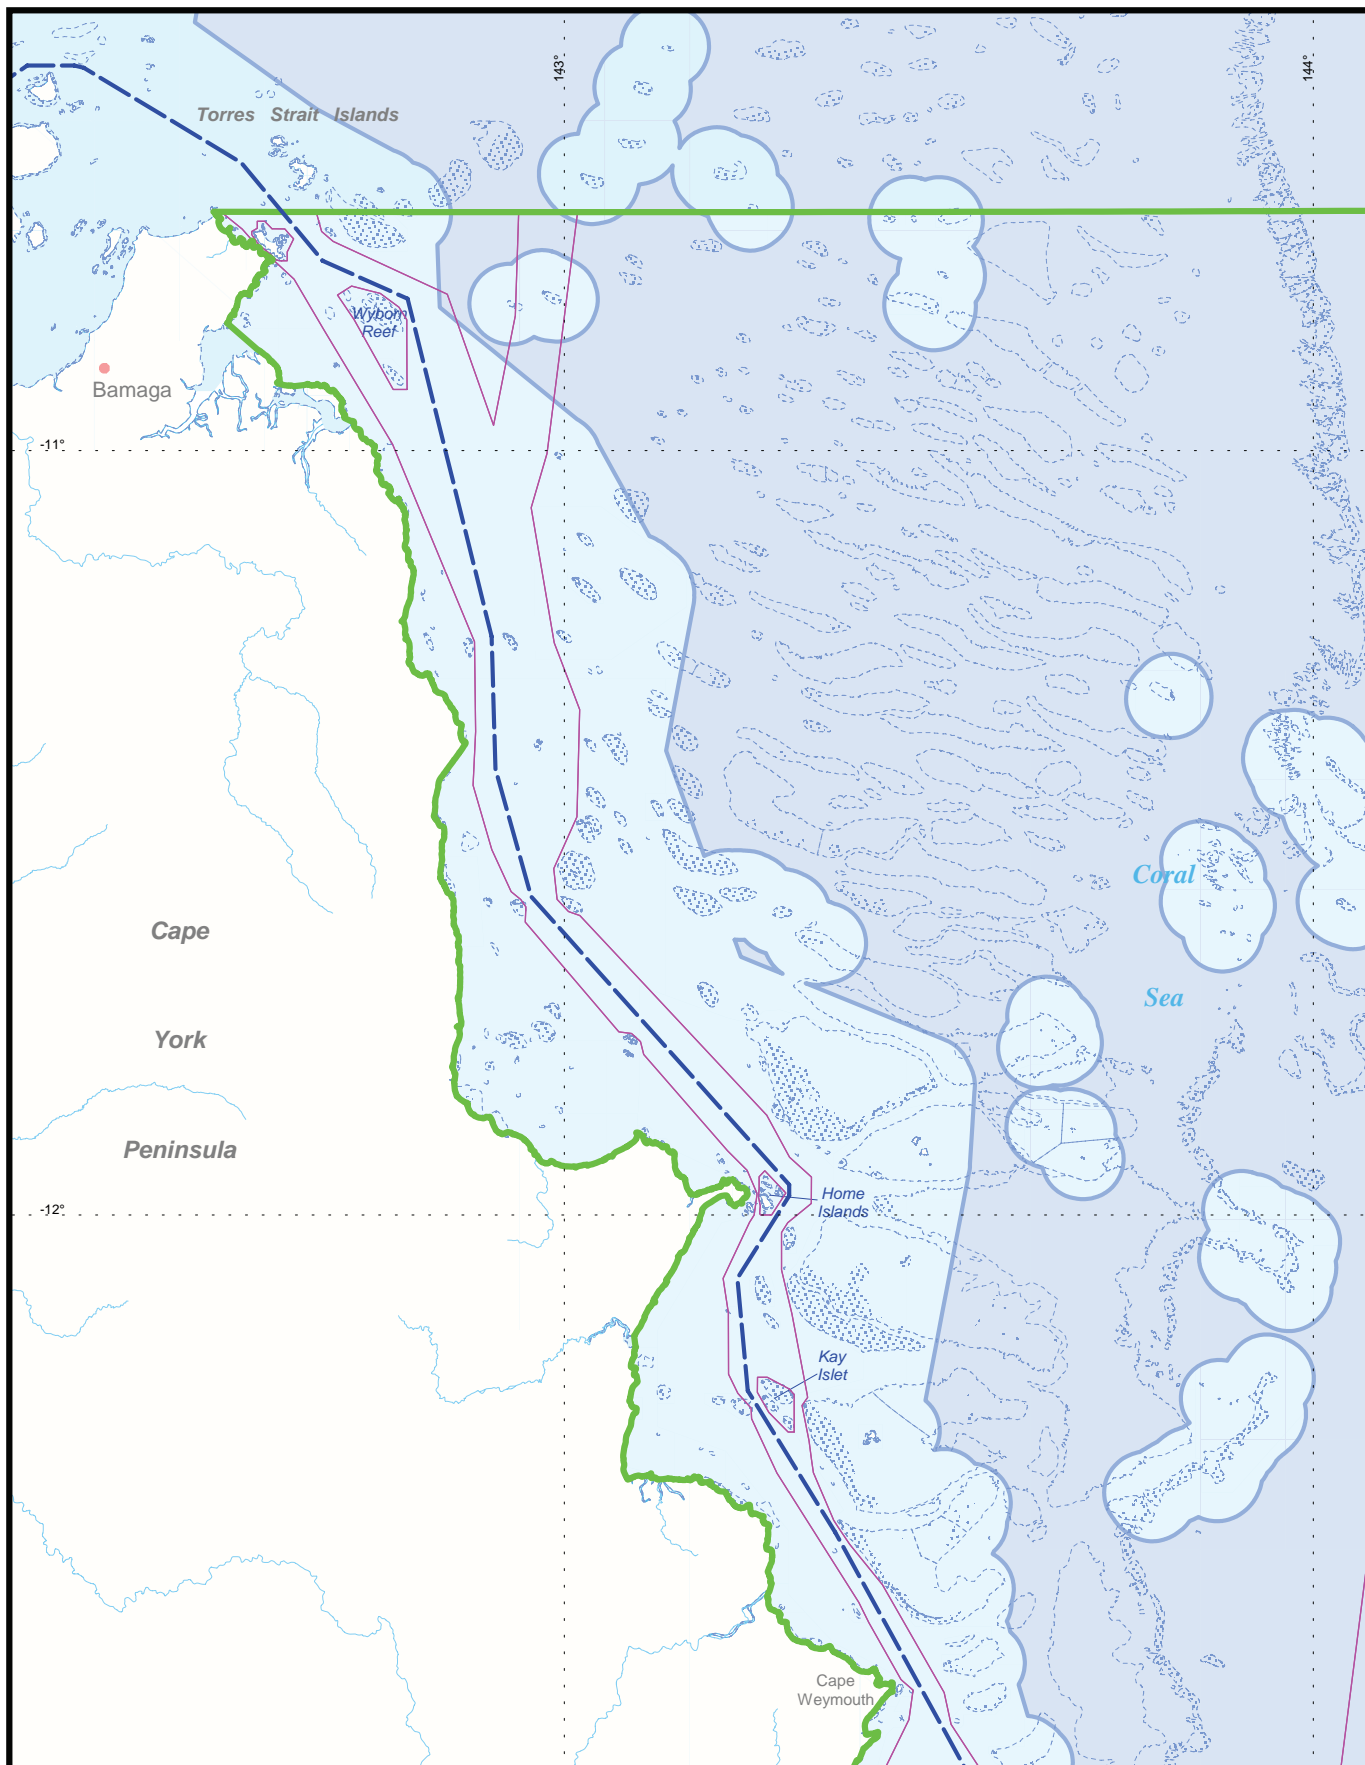 143°
144°
Torres Strait Islands
Wyborn
Reef
Bamaga
-11°
Coral
Cape
Sea
York
Peninsula
Home
Islands
-12°
Kay
Islet
Cape
Weymouth